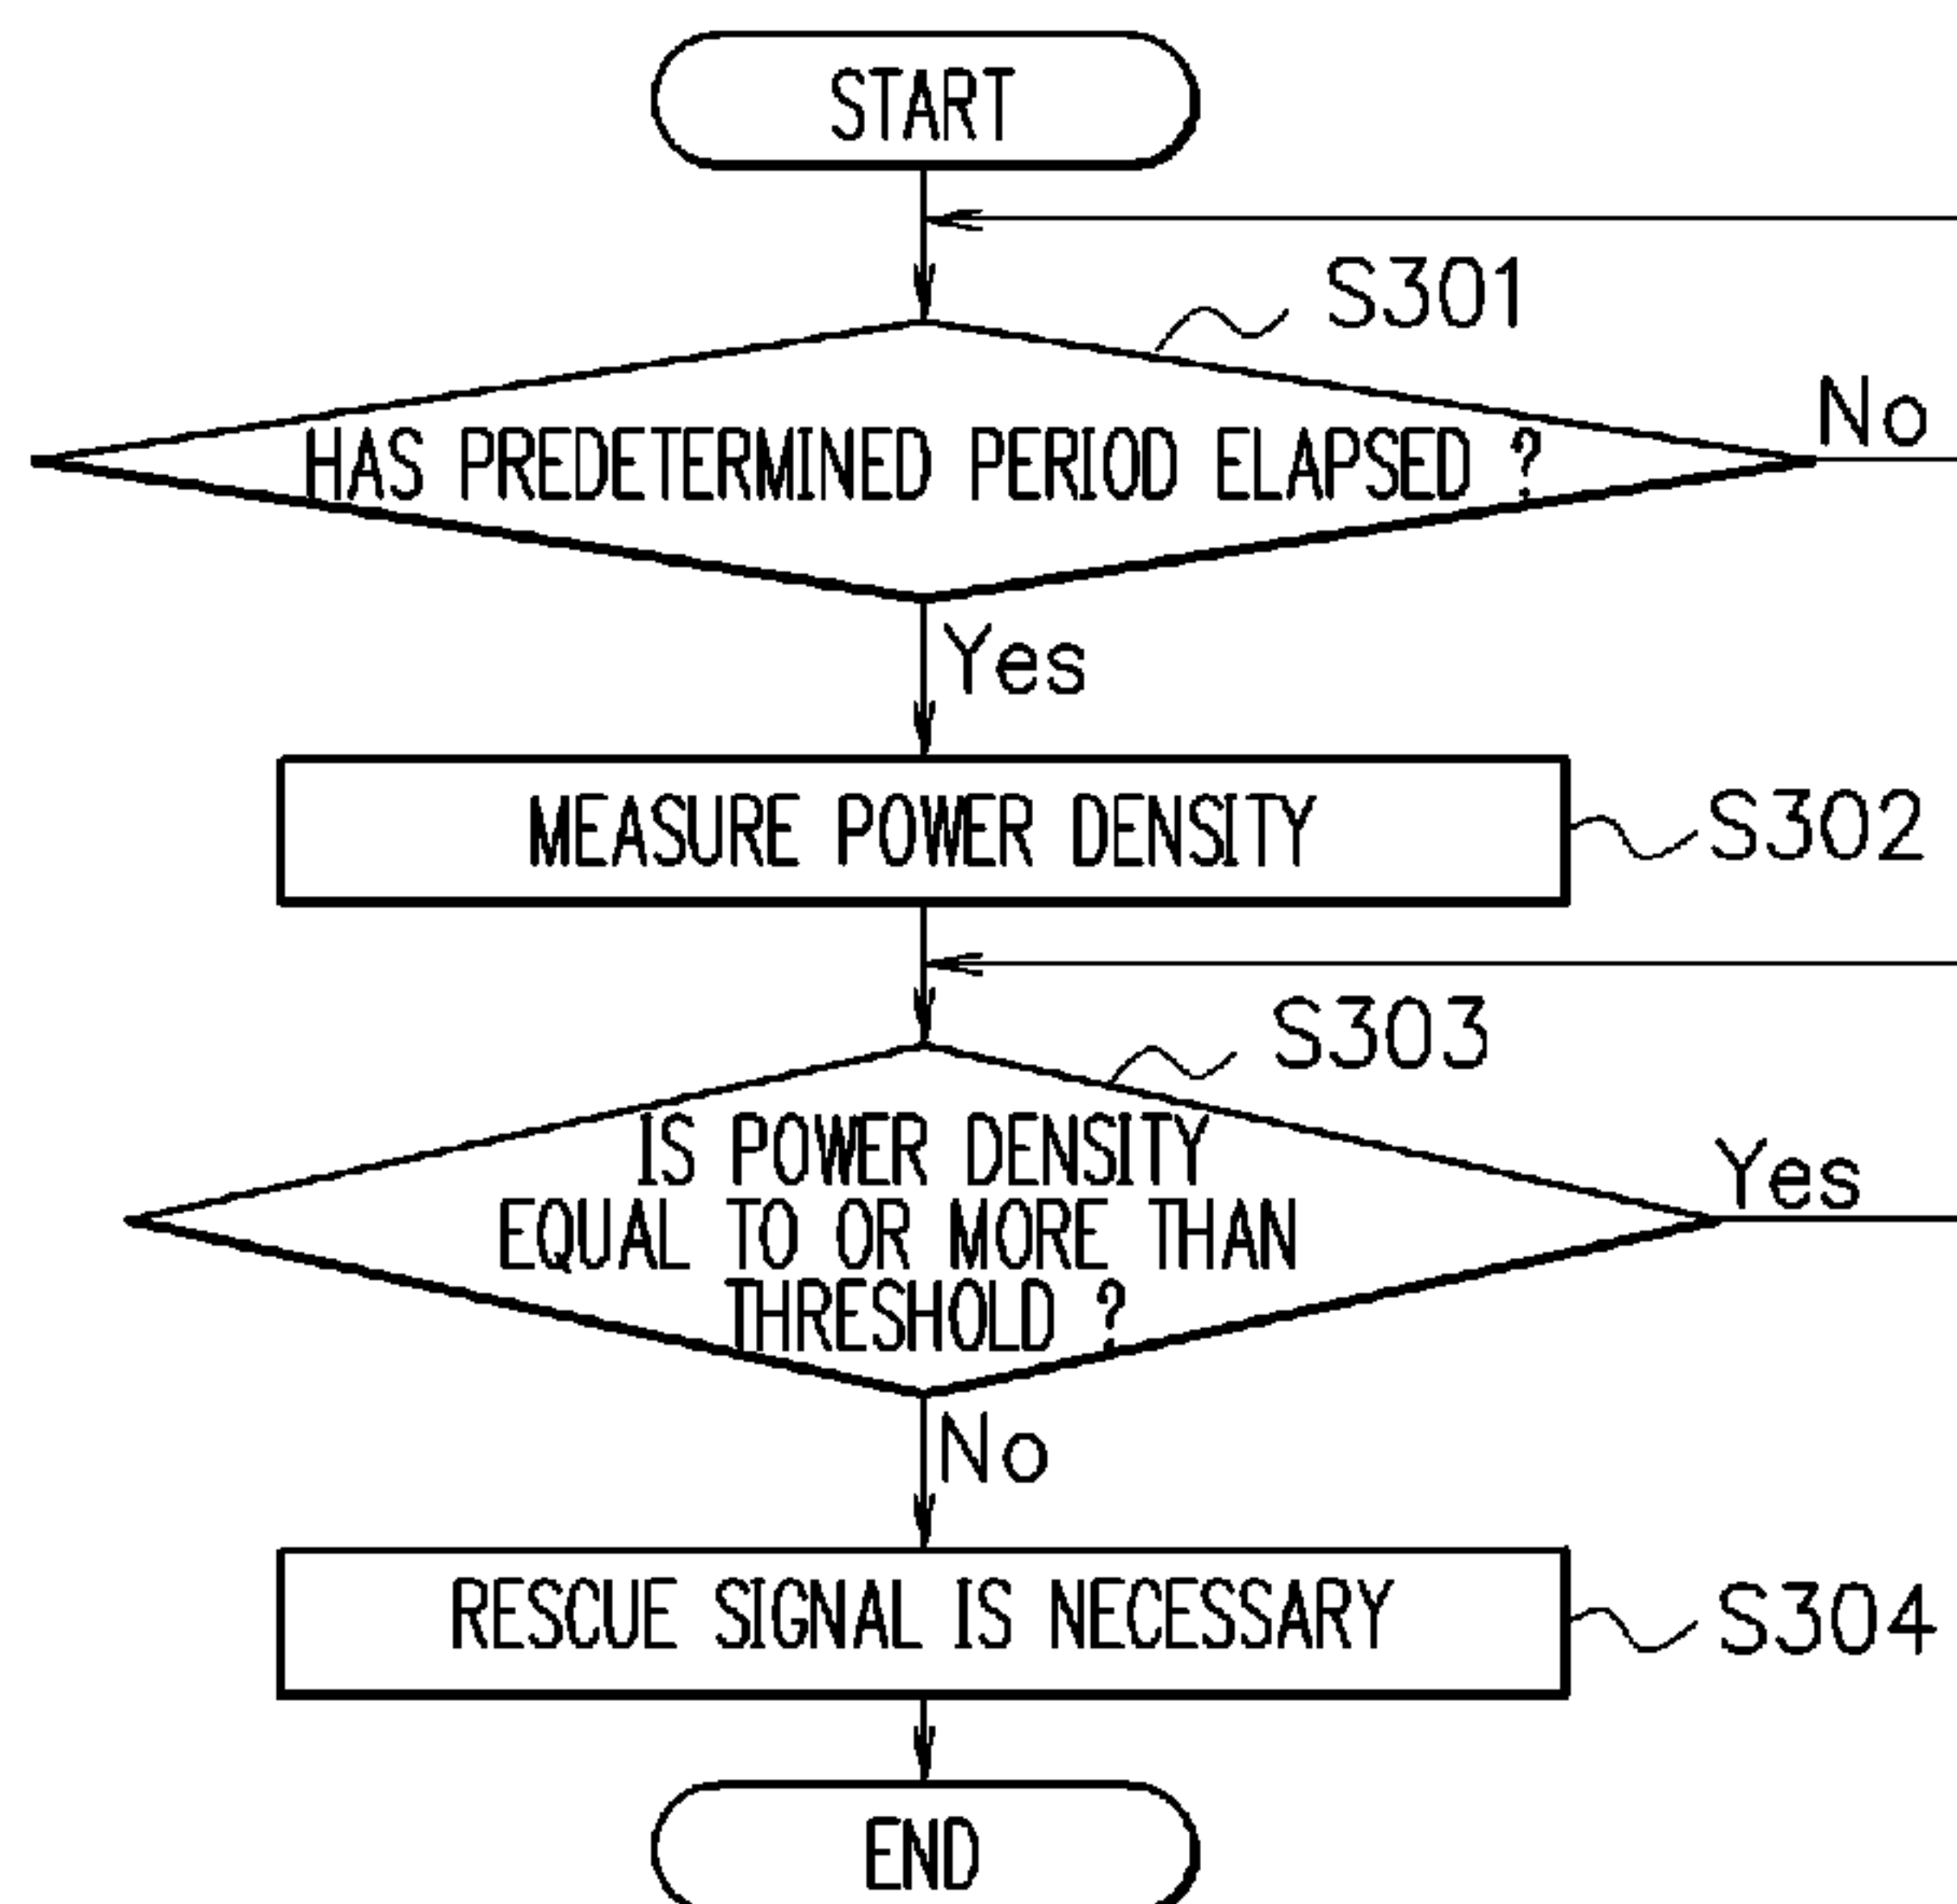 START
S301
HAS PREDETERMINED PERIOD ELAPSED ?
No
Yes
MEASURE POWER DENSITY
S302
S303
IS POWER DENSITY
EQUAL TO OR MORE THAN
THRESHOLD ?
Yes
No
RESCUE SIGNAL IS NECESSARY
S304
END